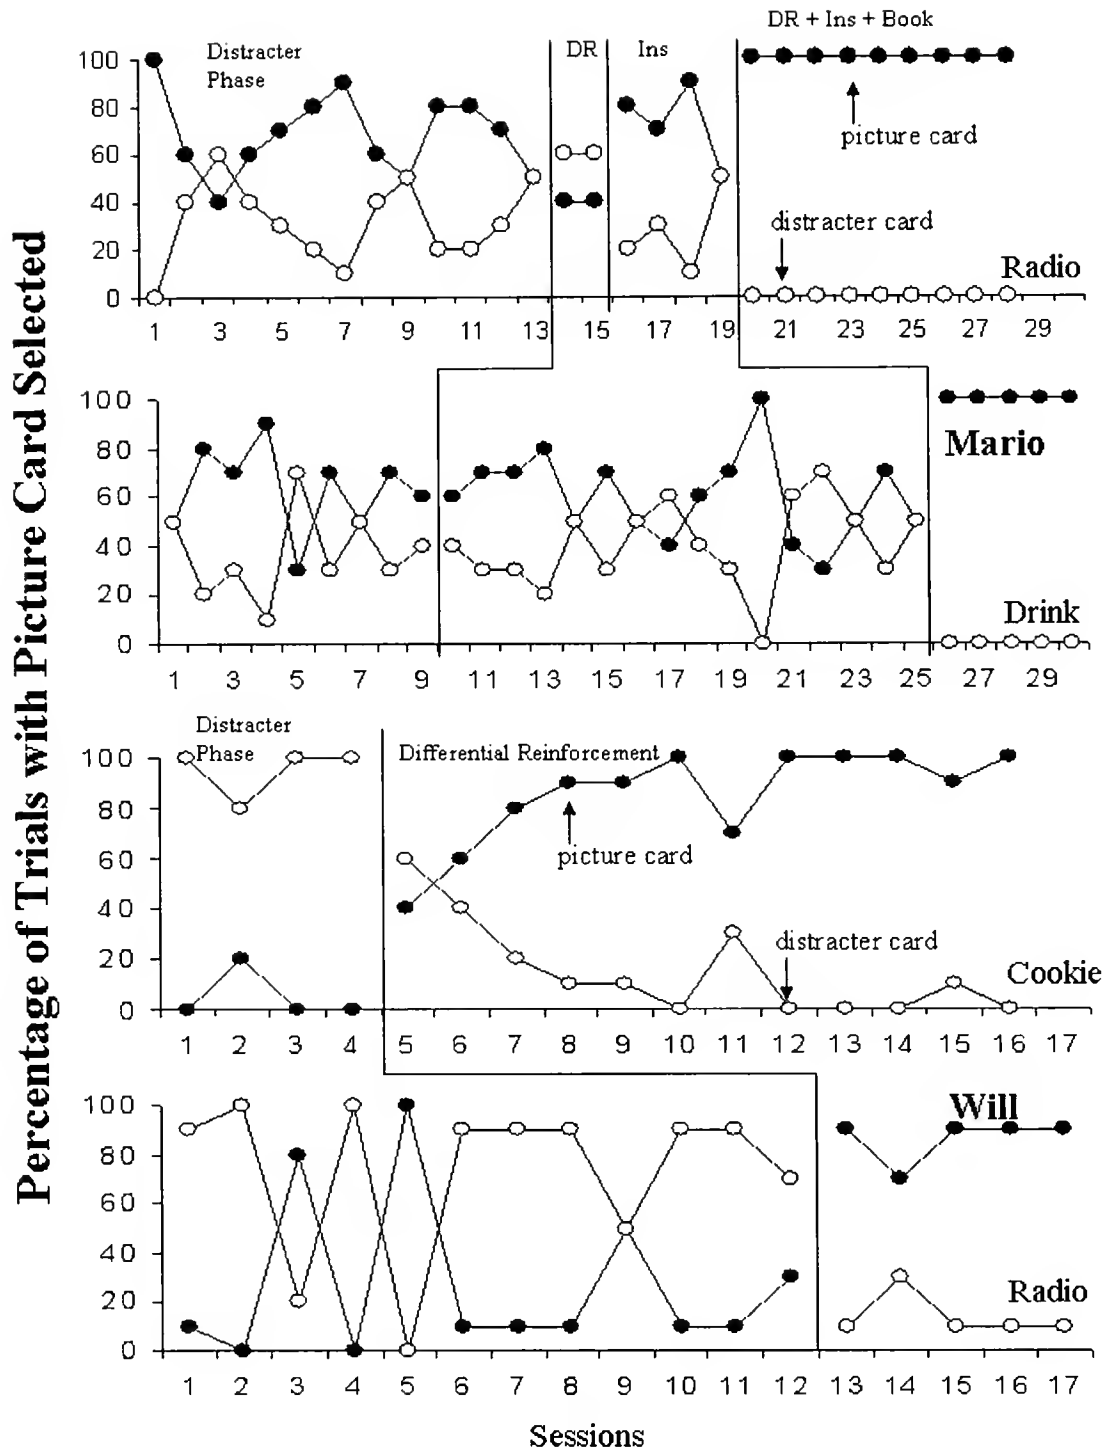 Percentage of Trials with Picture Card Selected
Distracter
Phase
DR
Ins
DR + Ins + Book
100
80
60
40
20
0
picture card
distracter card
Radio
1 3 5 7 9 11 13 15 17 19 21 23 25 27 29
100
80
60
40
20
0
Mario
Drink
1 3 5 7 9 11 13 15 17 19 21 23 25 27 29
Distracter
Phase
Differential Reinforcement
100
80
60
40
20
0
picture card
distracter card
Cookie
1 2 3 4 5 6 7 8 9 10 11 12 13 14 15 16 17
100
80
60
40
20
0
Will
Radio
1 2 3 4 5 6 7 8 9 10 11 12 13 14 15 16 17
Sessions